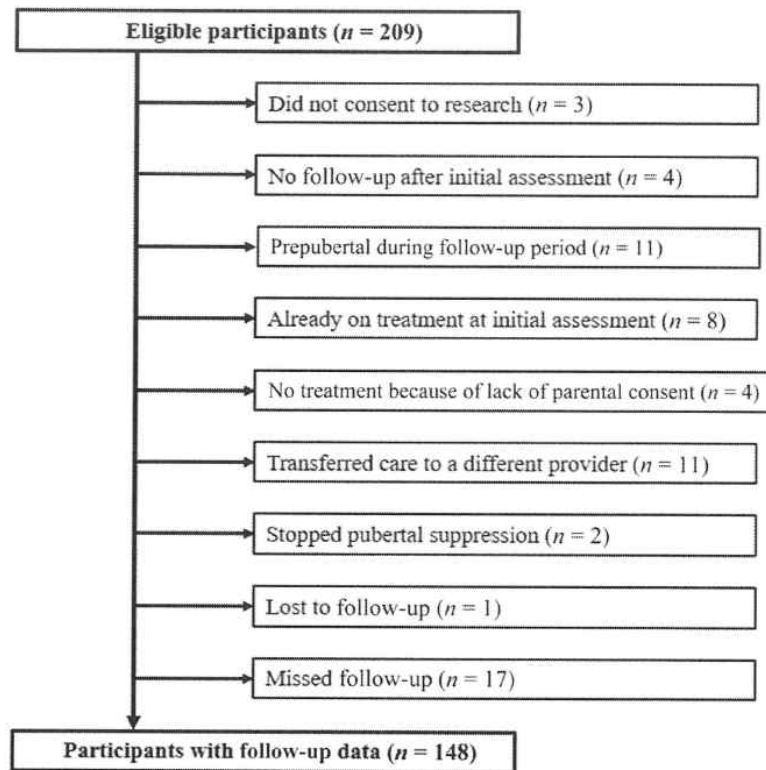 Eligible participants (n = 209)
Did not consent to research (n = 3)
No follow-up after initial assessment (n = 4)
Prepubertal during follow-up period (n = 11)
Already on treatment at initial assessment (n = 8)
No treatment because of lack of parental consent (n = 4)
Transferred care to a different provider (n = 11)
Stopped pubertal suppression (n = 2)
Lost to follow-up (n = 1)
Missed follow-up (n = 17)
Participants with follow-up data (n = 148)